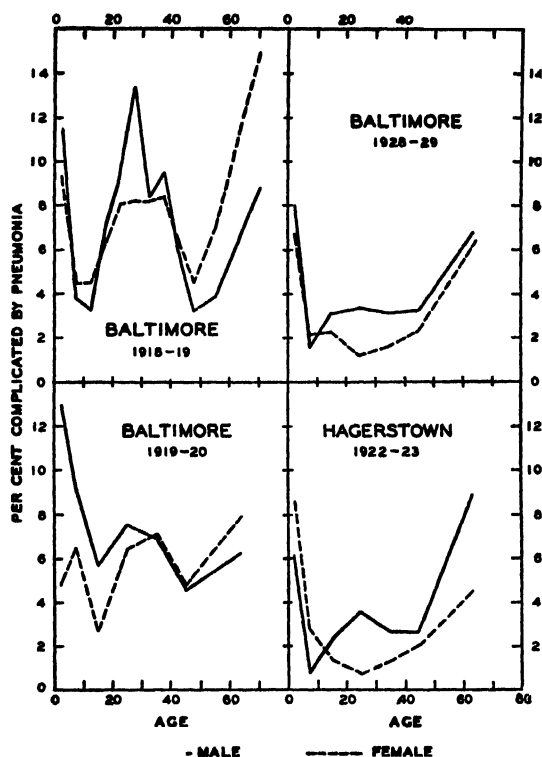 0 20 40 60 0 20 40
14 14
12 12
10 10
8 8
6 6
4 4
2 2
0 0
PER CENT COMPLICATED BY PNEUMONIA
BALTIMORE
1918-19
BALTIMORE
1928-29
BALTIMORE
1919-20
HAGERSTOWN
1922-23
12 12
10 10
8 8
6 6
4 4
2 2
0
0 20 40 60 0 20 40 60 80
AGE AGE
- MALE ------ FEMALE